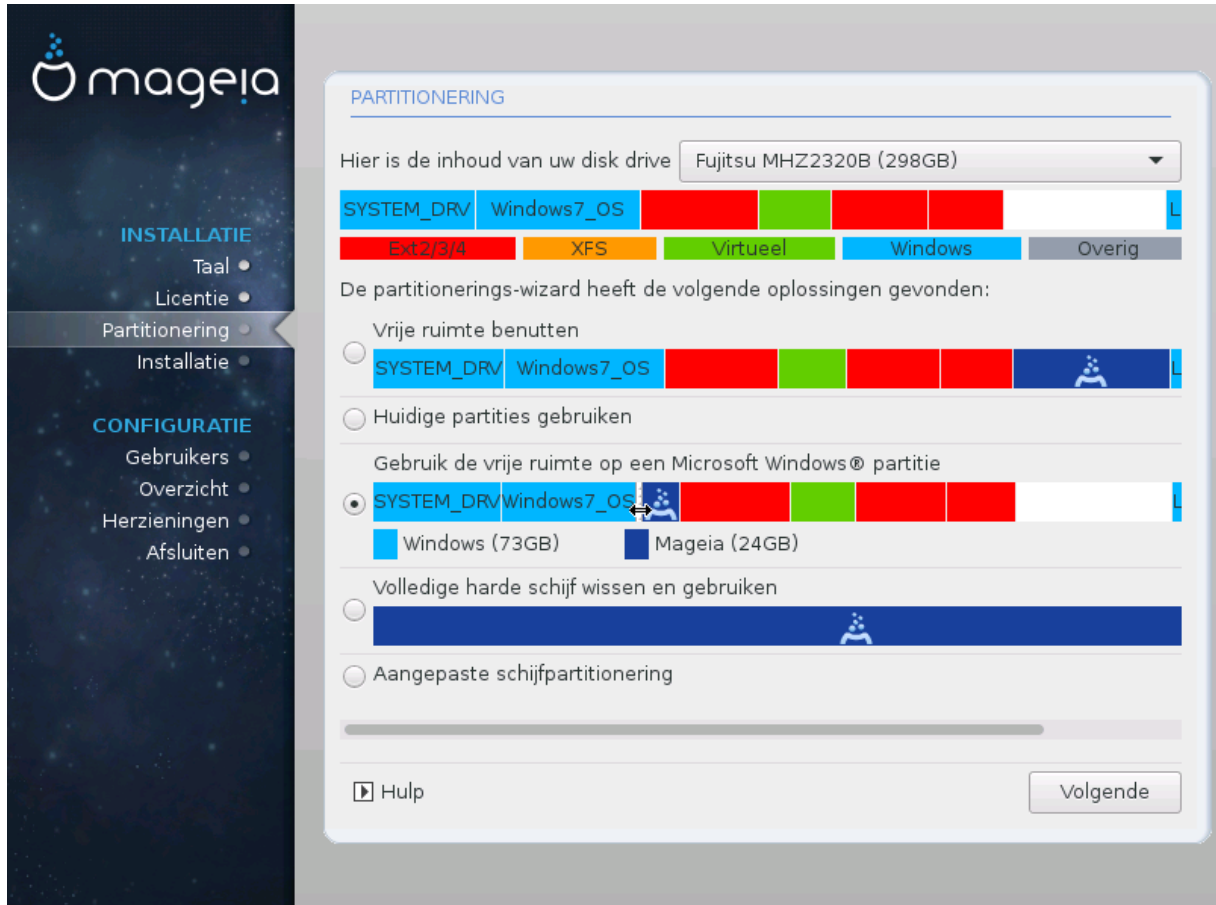 mageia
INSTALLATIE
Taal
Licentie
Partitionering
Installatie
CONFIGURATIE
Gebruikers
Overzicht
Herzieningen
Afsluiten
PARTITIONERING
Hier is de inhoud van uw disk drive Fujitsu MHZ2320B (298GB)
SYSTEM_DRV Windows7_OS L
Ext2/3/4 XFS Virtueel Windows Overig
De partitionerings-wizard heeft de volgende oplossingen gevonden:
Vrije ruimte benutten
SYSTEM_DRV Windows7_OS L
Huidige partities gebruiken
Gebruik de vrije ruimte op een Microsoft Windows® partitie
SYSTEM_DRV Windows7_OS L
Windows (73GB) Mageia (24GB)
Volledige harde schijf wissen en gebruiken
Aangepaste schijfpartitionering
Hulp Volgende